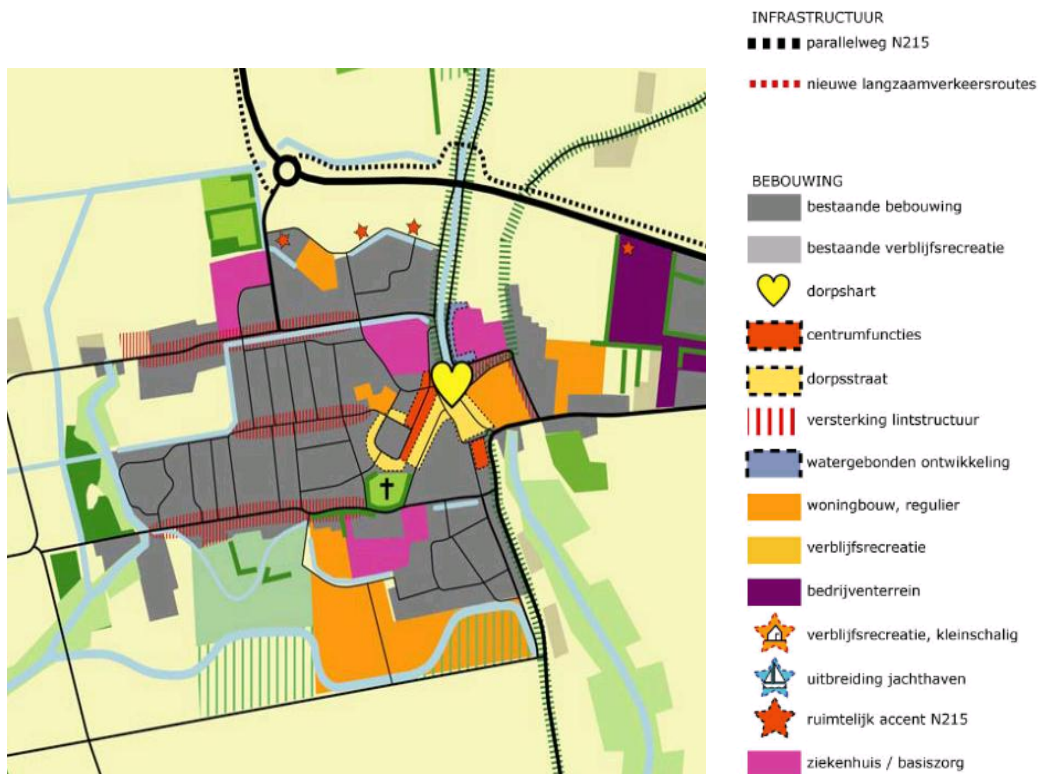 INFRASTRUCTUUR
parallelweg N215
nieuwe langzaamverkeersroutes
BEBOUWING
bestaande bebouwing
bestaande verblijfsrecreatie
dorpshart
centrumfuncties
dorpsstraat
versterking lintstructuur
watergebonden ontwikkeling
woningbouw, regulier
verblijfsrecreatie
bedrijventerrein
verblijfsrecreatie, kleinschalig
uitbreiding jachthaven
ruimtelijk accent N215
ziekenhuis / basiszorg